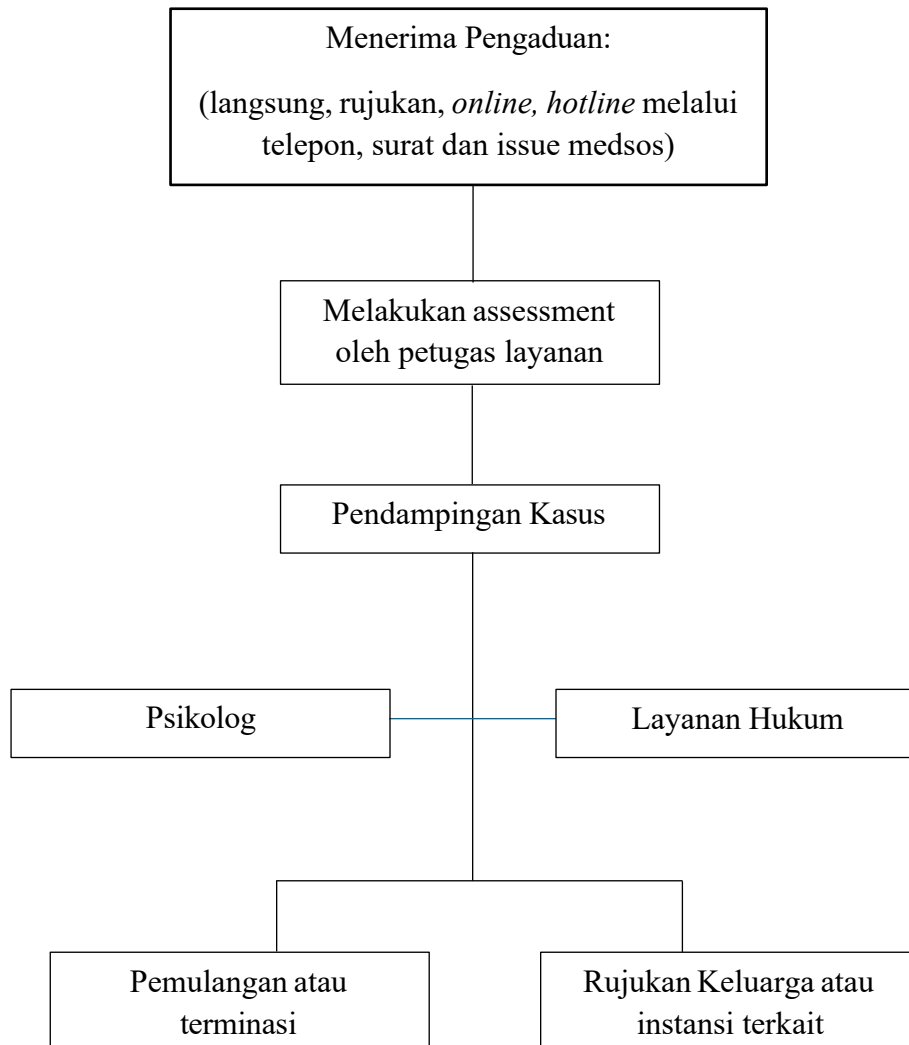 Menerima Pengaduan:
(langsung, rujukan, online, hotline melalui
telepon, surat dan issue medsos)
Melakukan assessment
oleh petugas layanan
Pendampingan Kasus
Psikolog
Layanan Hukum
Pemulangan atau
terminasi
Rujukan Keluarga atau
instansi terkait